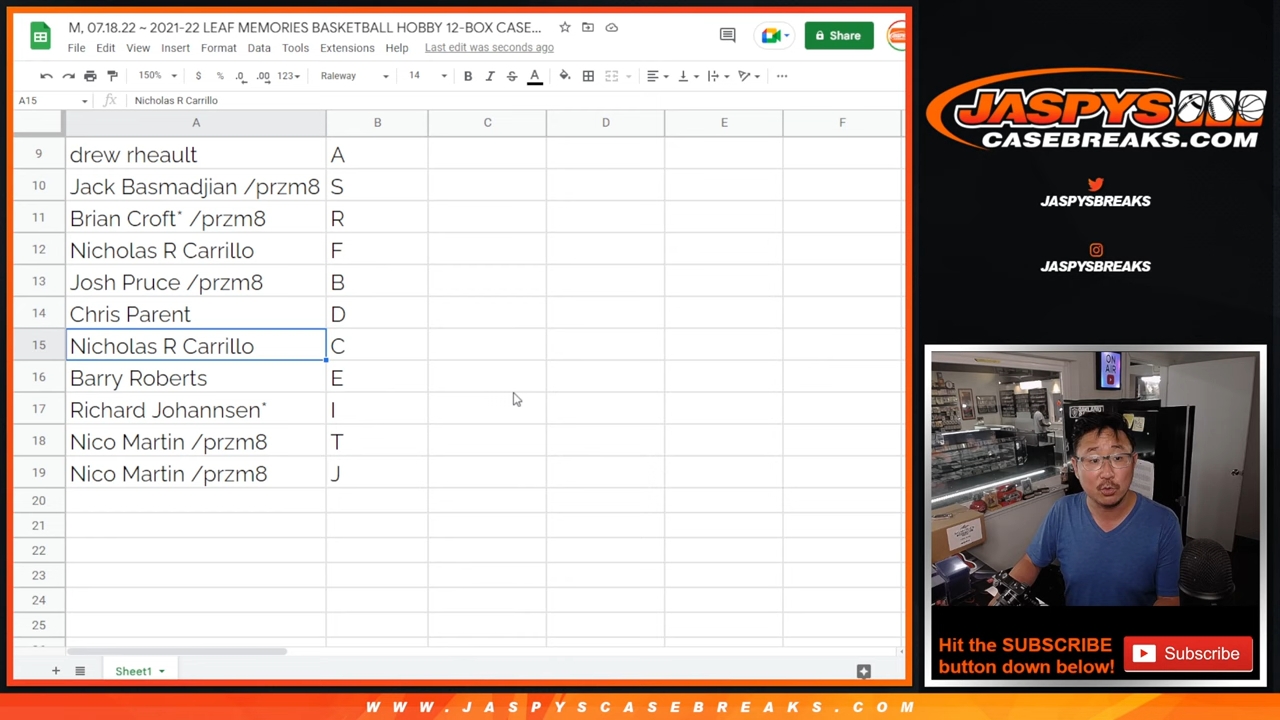 M, 07.18.22 ~ 2021-22 LEAF MEMORIES BASKETBALL HOBBY 12-BOX CASE...
File Edit View Insert Format Data Tools Extensions Help Last edit was seconds ago
Share
150% $ % .0 .00 123 Raleway 14 B I S A
A15 fx Nicholas R Carrillo
A B C D E F
9 drew rheault A
10 Jack Basmadjian /przm8 S
11 Brian Croft* /przm8 R
12 Nicholas R Carrillo F
13 Josh Pruce /przm8 B
14 Chris Parent D
15 Nicholas R Carrillo C
16 Barry Roberts E
17 Richard Johannsen* I
18 Nico Martin /przm8 T
19 Nico Martin /przm8 J
20
21
22
23
24
25
Sheet1
JASPYS
CASEBREAKS.COM
JASPYSBREAKS
JASPYSBREAKS
ON AIR
Hit the SUBSCRIBE
button down below!
Subscribe
WWW.JASPYSCASEBREAKS.COM